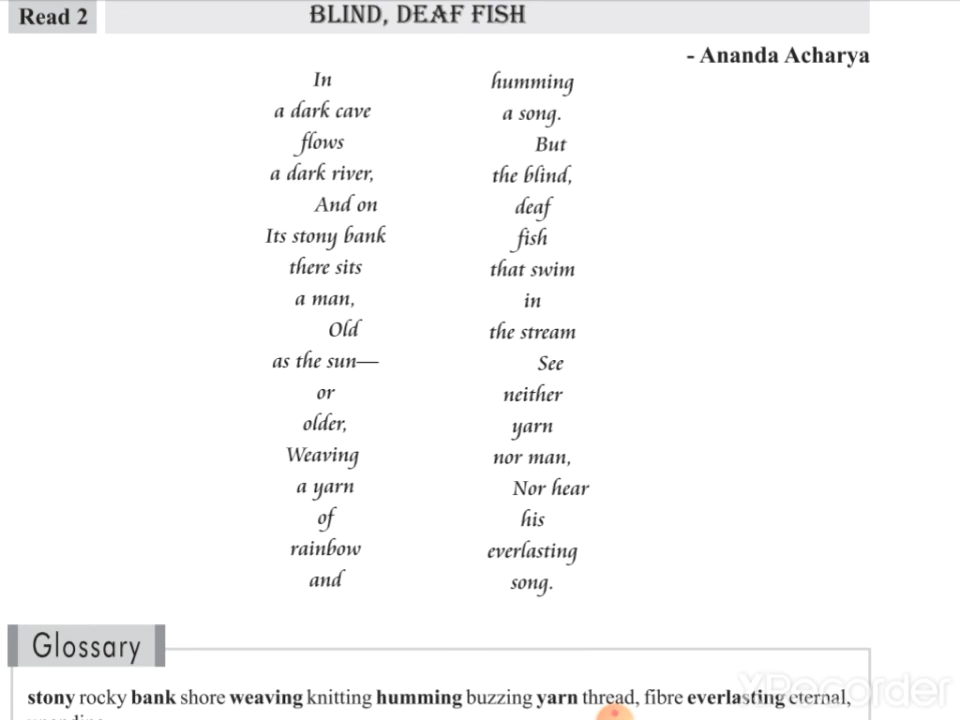 Read 2
BLIND, DEAF FISH
- Ananda Acharya
In
a dark cave
flows
a dark river,
And on
Its stony bank
there sits
a man,
Old
as the sun—
or
older,
Weaving
a yarn
of
rainbow
and
humming
a song.
But
the blind,
deaf
fish
that swim
in
the stream
See
neither
yarn
nor man,
Nor hear
his
everlasting
song.
Glossary
stony rocky bank shore weaving knitting humming buzzing yarn thread, fibre everlasting eternal,
XRecorder